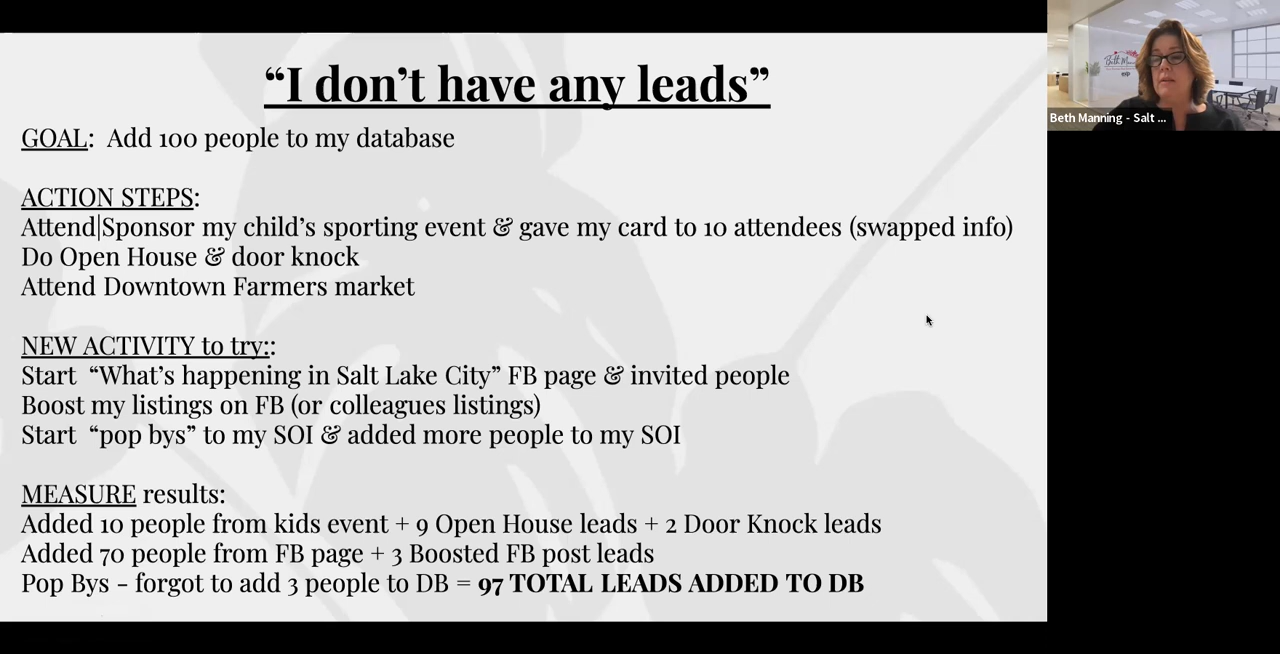 “I don’t have any leads”
GOAL:  Add 100 people to my database
ACTION STEPS:
Attend|Sponsor my child’s sporting event & gave my card to 10 attendees (swapped info)
Do Open House & door knock
Attend Downtown Farmers market
NEW ACTIVITY to try::
Start  “What’s happening in Salt Lake City” FB page & invited people
Boost my listings on FB (or colleagues listings)
Start  “pop bys” to my SOI & added more people to my SOI
MEASURE results:
Added 10 people from kids event + 9 Open House leads + 2 Door Knock leads
Added 70 people from FB page + 3 Boosted FB post leads
Pop Bys - forgot to add 3 people to DB = 97 TOTAL LEADS ADDED TO DB
Beth Manning - Salt ...